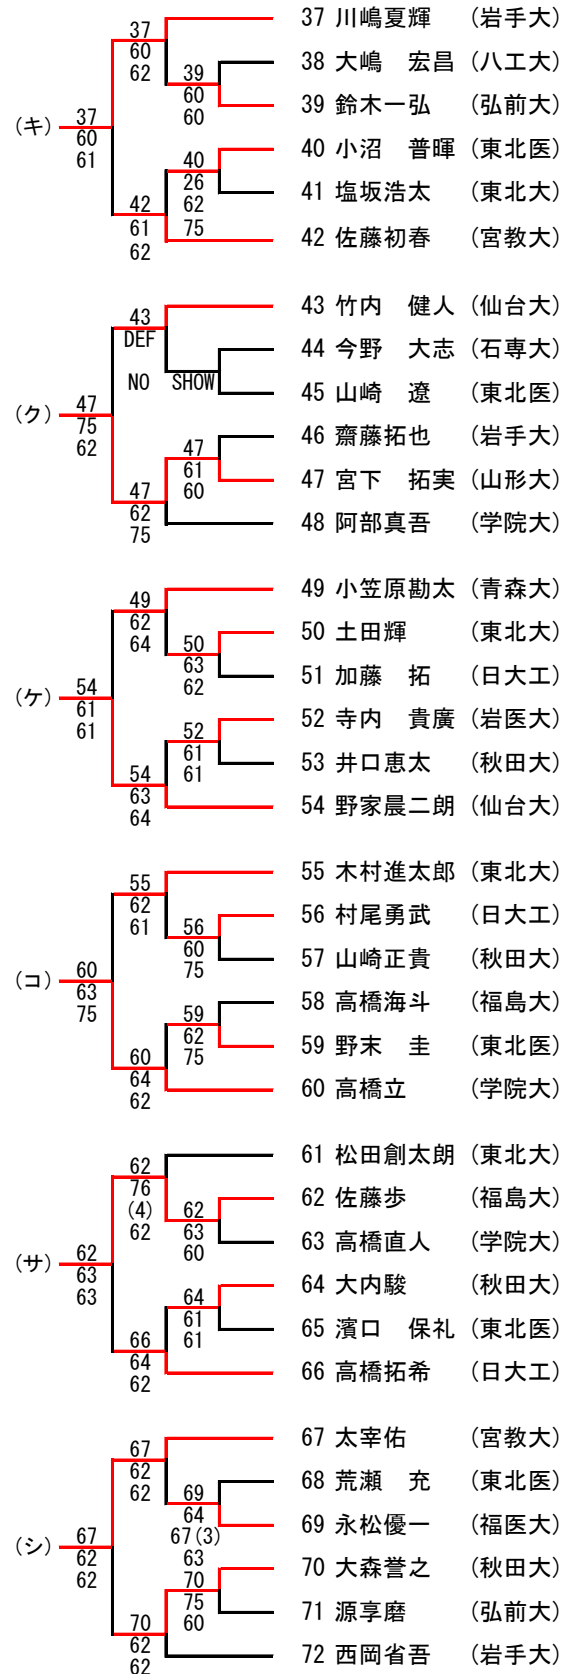 37 川嶋夏輝 (岩手大)
37
60
62
38 大嶋 宏昌 (八工大)
39
60
60
39 鈴木一弘 (弘前大)
(キ) 37
60
61
40 小沼 普暉 (東北医)
40
26
62
75
41 塩坂浩太 (東北大)
42
61
62
42 佐藤初春 (宮教大)
43 竹内 健人 (仙台大)
43
DEF
44 今野 大志 (石専大)
NO SHOW
45 山崎 遼 (東北医)
(ク) 47
75
62
46 齋藤拓也 (岩手大)
47
61
60
47 宮下 拓実 (山形大)
47
62
75
48 阿部真吾 (学院大)
49 小笠原勘太 (青森大)
49
62
64
50 土田輝 (東北大)
50
63
62
51 加藤 拓 (日大工)
(ケ) 54
61
61
52 寺内 貴廣 (岩医大)
52
61
61
53 井口恵太 (秋田大)
54
63
64
54 野家晨二朗 (仙台大)
55 木村進太郎 (東北大)
55
62
61
56 村尾勇武 (日大工)
56
60
75
57 山崎正貴 (秋田大)
(コ) 60
63
75
58 高橋海斗 (福島大)
59
62
75
59 野末 圭 (東北医)
60
64
62
60 高橋立 (学院大)
61 松田創太朗 (東北大)
62
76
(4)
62
62 佐藤歩 (福島大)
62
63
60
63 高橋直人 (学院大)
(サ) 62
63
63
64 大内駿 (秋田大)
64
61
61
65 濱口 保礼 (東北医)
66
64
62
66 高橋拓希 (日大工)
67 太宰佑 (宮教大)
67
62
62
68 荒瀬 充 (東北医)
69
64
67(3)
63
69 永松優一 (福医大)
(シ) 67
62
62
70 大森誉之 (秋田大)
70
75
60
71 源享磨 (弘前大)
70
62
62
72 西岡省吾 (岩手大)